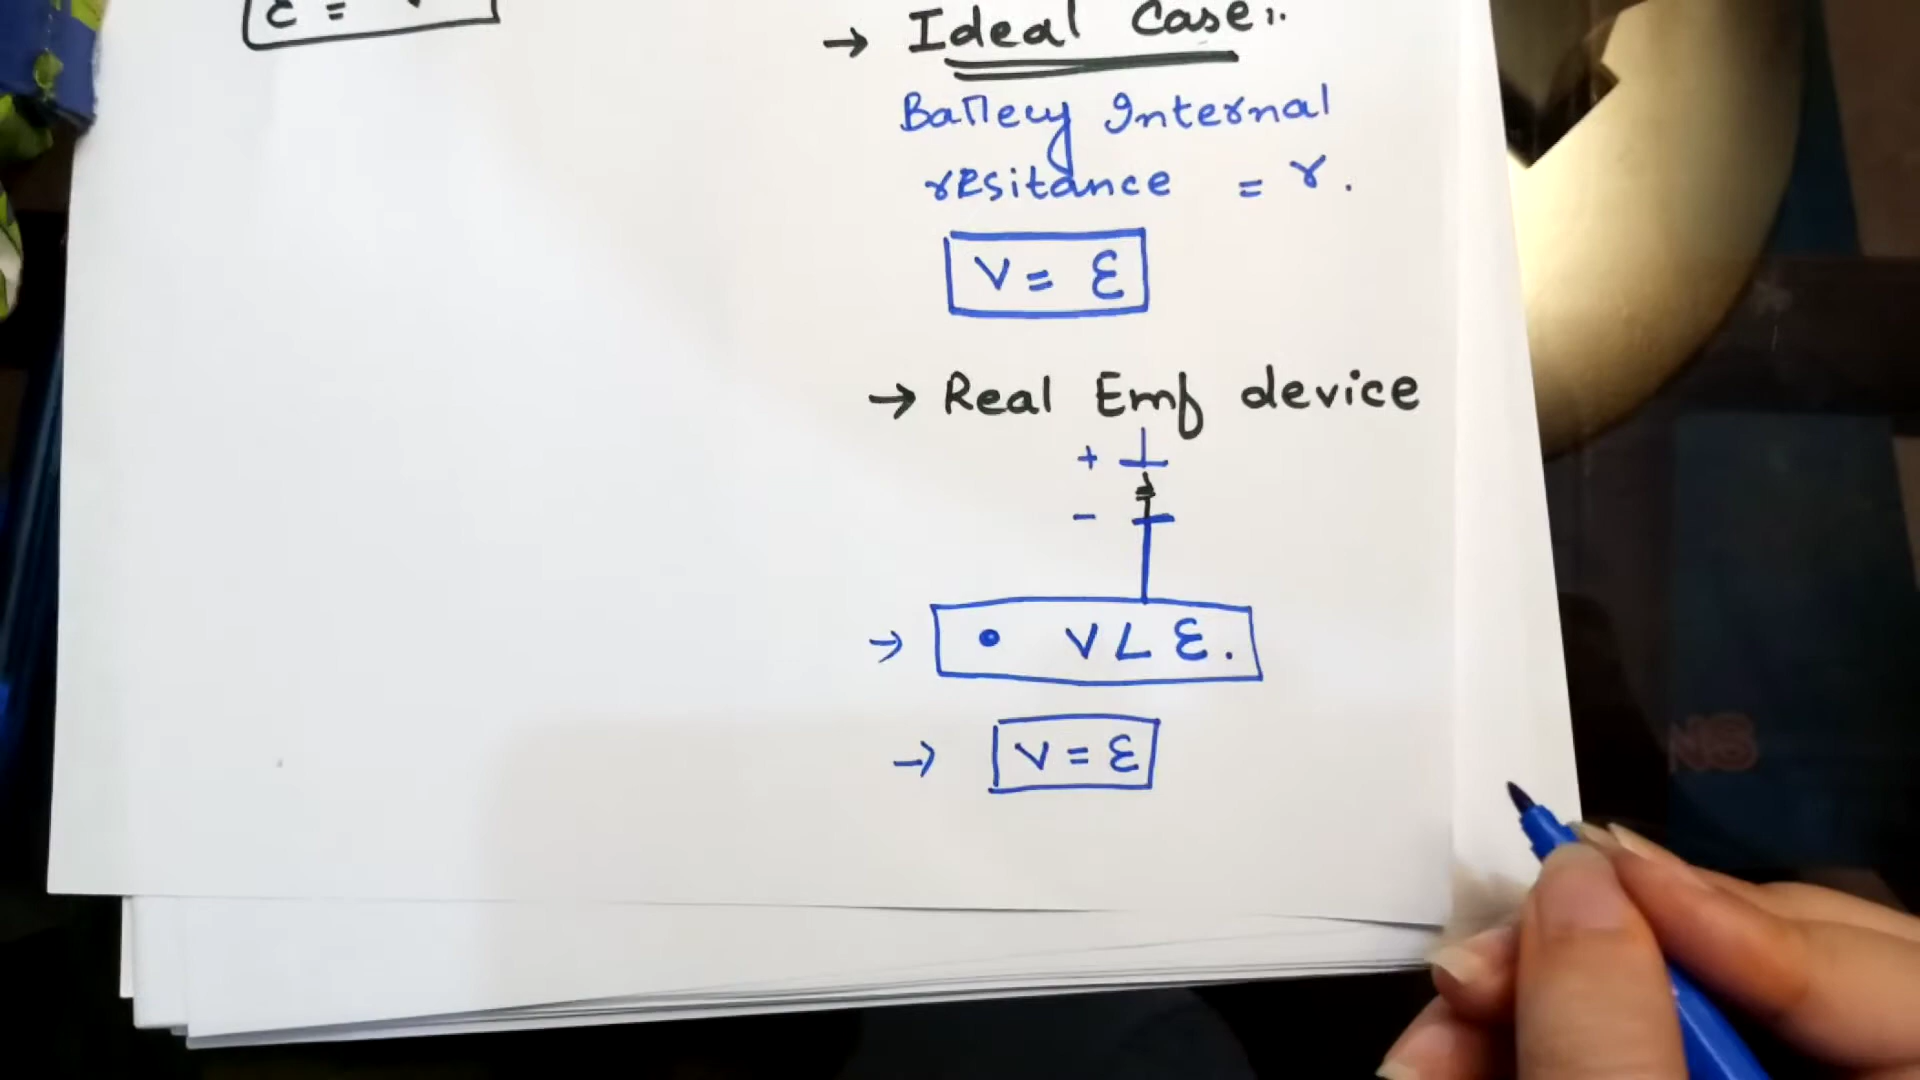 ε =
→ Ideal Case:.
Battery Internal
resitance = r.
V = ε
→ Real Emf device
+
-
→ • V < ε.
→ V = ε